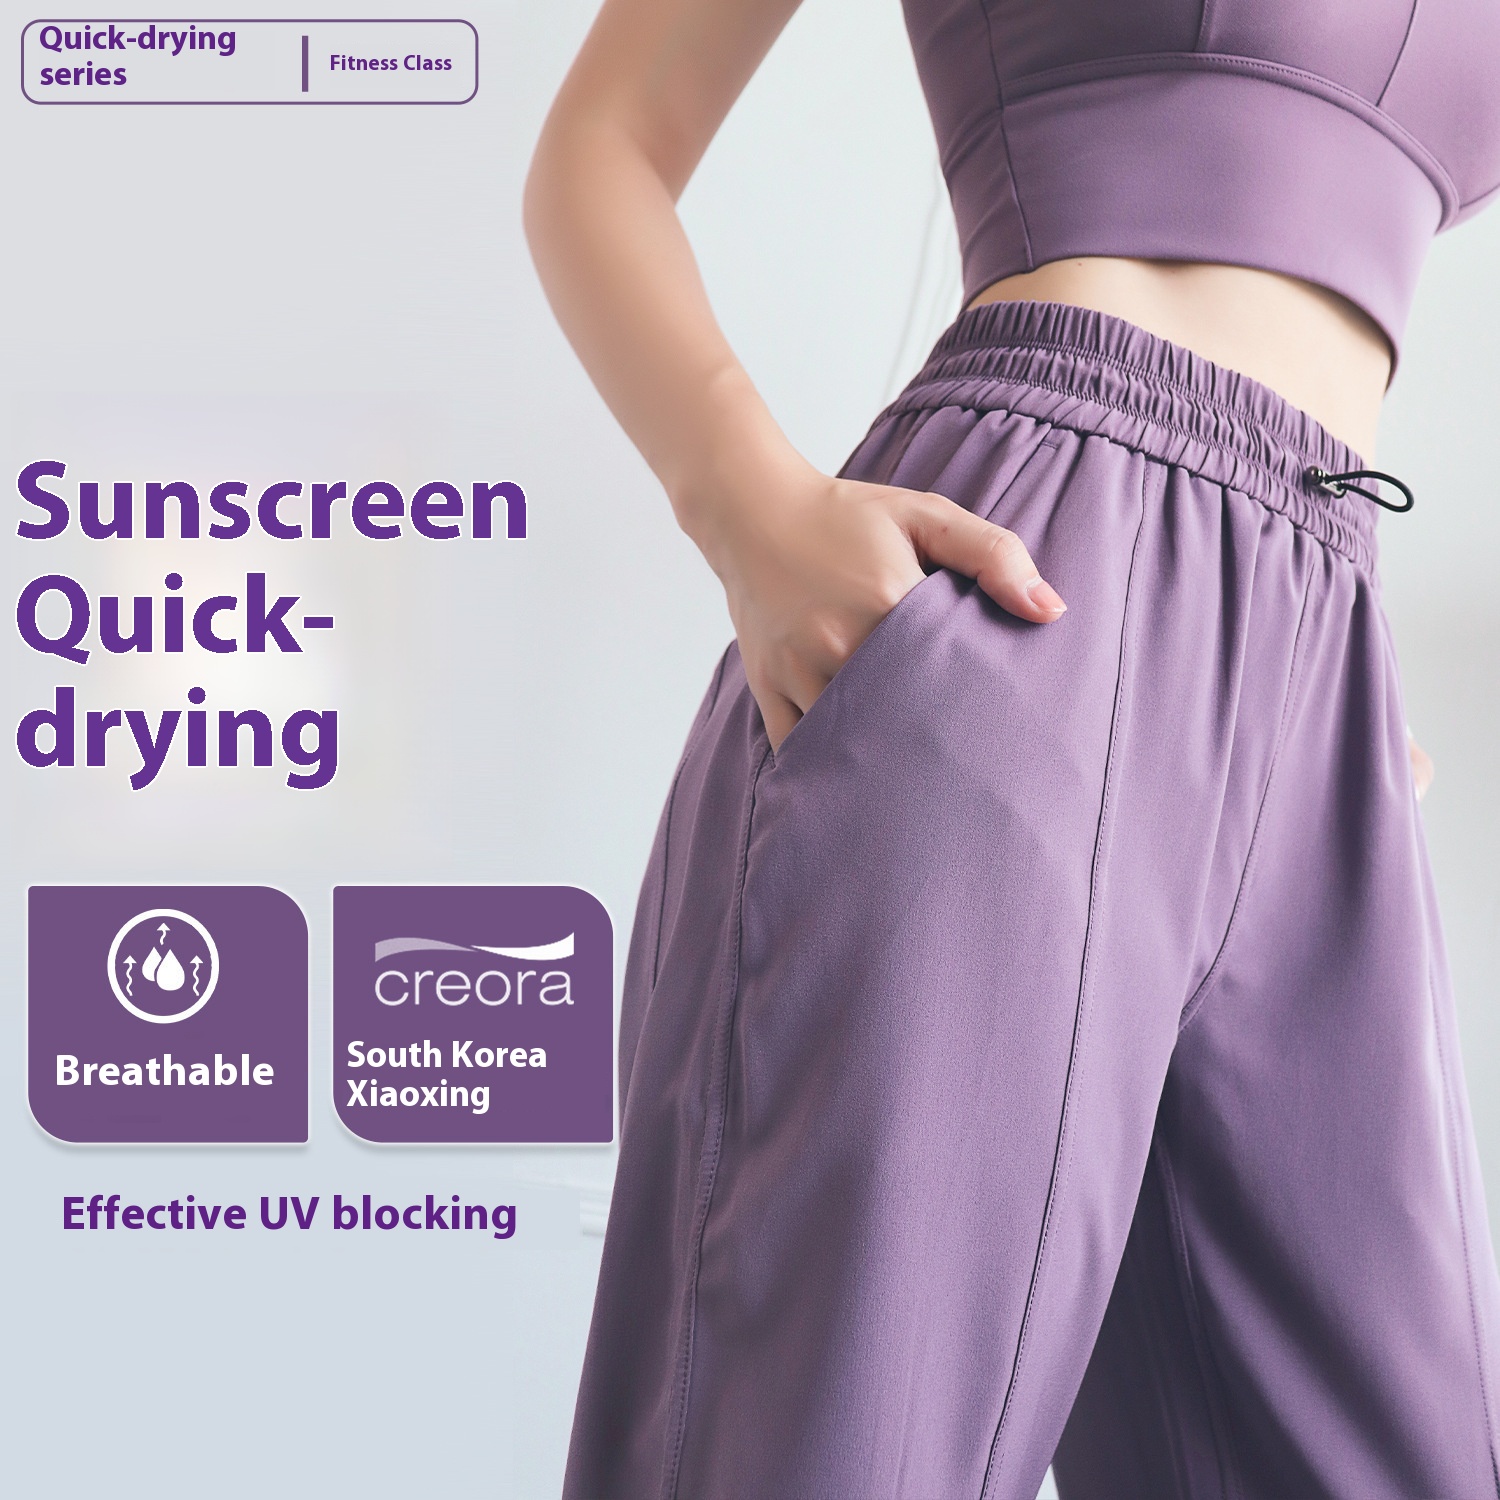 Quick-drying
series
Fitness Class
Sunscreen
Quick-
drying
Breathable
creora
South Korea
Xiaoxing
Effective UV blocking